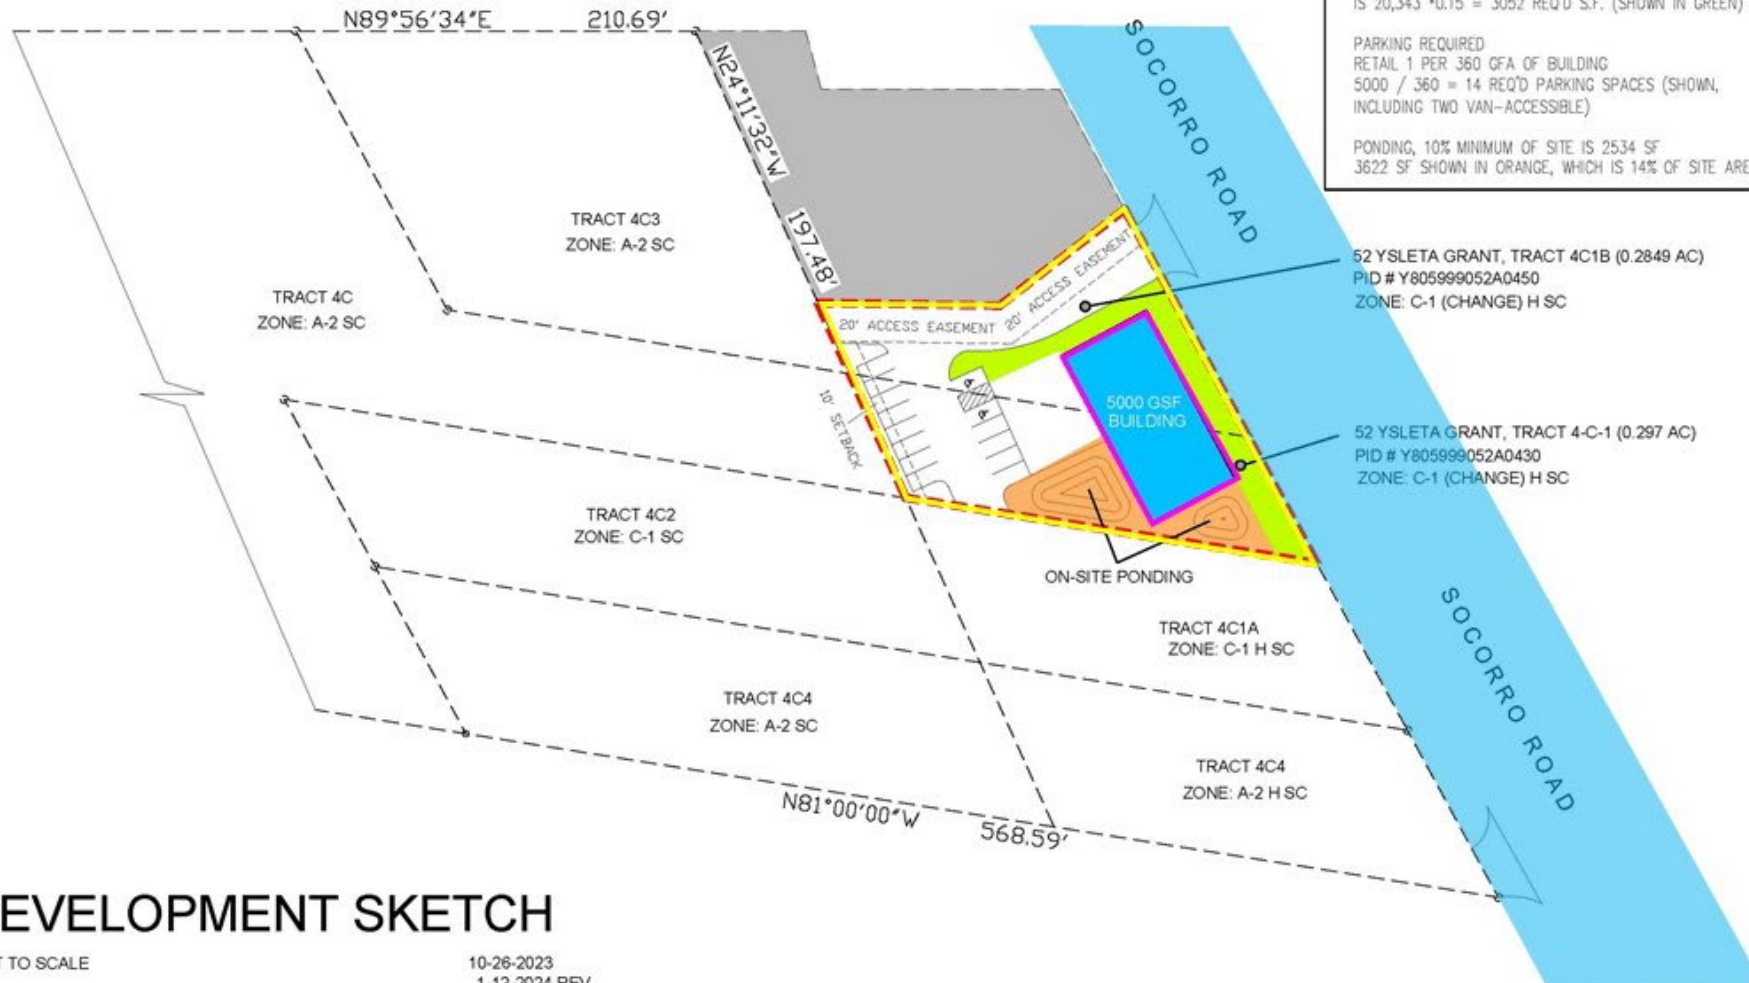 IS 20,343 *0.15 = 3052 REQ'D S.F. (SHOWN IN GREEN)
PARKING REQUIRED
RETAIL 1 PER 360 GFA OF BUILDING
5000 / 360 = 14 REQ'D PARKING SPACES (SHOWN,
INCLUDING TWO VAN-ACCESSIBLE)
PONDING, 10% MINIMUM OF SITE IS 2534 SF
3622 SF SHOWN IN ORANGE, WHICH IS 14% OF SITE ARE
N89°56'34"E 210.69'
N24°11'32"W 197.48'
SOCORRO ROAD
TRACT 4C3
ZONE: A-2 SC
TRACT 4C
ZONE: A-2 SC
52 YSLETA GRANT, TRACT 4C1B (0.2849 AC)
PID # Y805999052A0450
ZONE: C-1 (CHANGE) H SC
20' ACCESS EASEMENT
20' ACCESS EASEMENT
10' SETBACK
5000 GSF
BUILDING
52 YSLETA GRANT, TRACT 4-C-1 (0.297 AC)
PID # Y805999052A0430
ZONE: C-1 (CHANGE) H SC
TRACT 4C2
ZONE: C-1 SC
ON-SITE PONDING
TRACT 4C1A
ZONE: C-1 H SC
SOCORRO ROAD
TRACT 4C4
ZONE: A-2 SC
TRACT 4C4
ZONE: A-2 H SC
N81°00'00"W 568.59'
EVELOPMENT SKETCH
T TO SCALE
10-26-2023
1-12-2024 REV